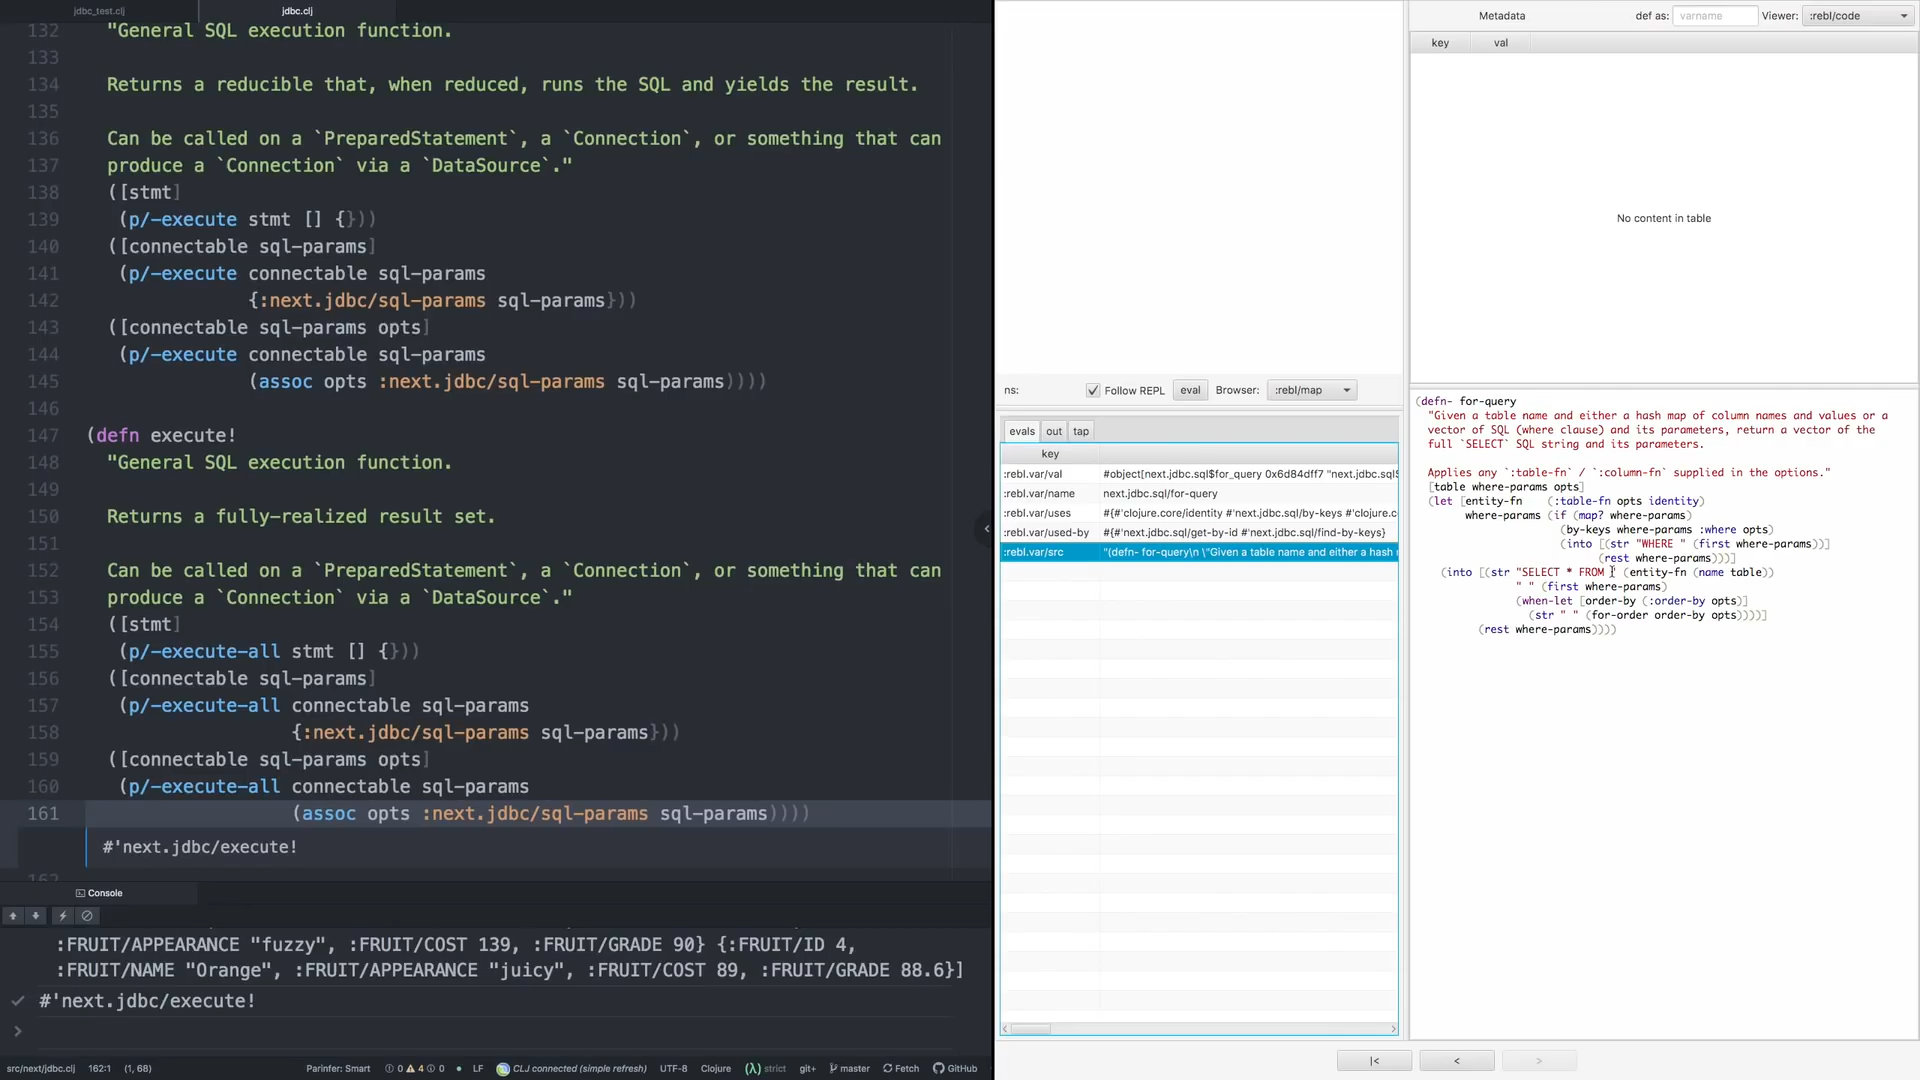 jdbc_test.clj
jdbc.clj
132 "General SQL execution function.
133
134 Returns a reducible that, when reduced, runs the SQL and yields the result.
135
136 Can be called on a `PreparedStatement`, a `Connection`, or something that can
137 produce a `Connection` via a `DataSource`."
138 ([stmt]
139 (p/-execute stmt [] {}))
140 ([connectable sql-params]
141 (p/-execute connectable sql-params
142 {:next.jdbc/sql-params sql-params}))
143 ([connectable sql-params opts]
144 (p/-execute connectable sql-params
145 (assoc opts :next.jdbc/sql-params sql-params))))
146
147 (defn execute!
148 "General SQL execution function.
149
150 Returns a fully-realized result set.
151
152 Can be called on a `PreparedStatement`, a `Connection`, or something that can
153 produce a `Connection` via a `DataSource`."
154 ([stmt]
155 (p/-execute-all stmt [] {}))
156 ([connectable sql-params]
157 (p/-execute-all connectable sql-params
158 {:next.jdbc/sql-params sql-params}))
159 ([connectable sql-params opts]
160 (p/-execute-all connectable sql-params
161 (assoc opts :next.jdbc/sql-params sql-params))))
#'next.jdbc/execute!
162
Console
:FRUIT/APPEARANCE "fuzzy", :FRUIT/COST 139, :FRUIT/GRADE 90} {:FRUIT/ID 4,
:FRUIT/NAME "Orange", :FRUIT/APPEARANCE "juicy", :FRUIT/COST 89, :FRUIT/GRADE 88.6}]
#'next.jdbc/execute!
src/next/jdbc.clj 162:1 (1, 68) Parinfer: Smart 0 4 0 LF CLJ connected (simple refresh) UTF-8 Clojure (λ) strict git+ master Fetch GitHub
ns: Follow REPL eval Browser: :rebl/map
evals out tap
key
:rebl.var/val #object[next.jdbc.sql$for_query 0x6d84dff7 "next.jdbc.sql$
:rebl.var/name next.jdbc.sql/for-query
:rebl.var/uses #{#'clojure.core/identity #'next.jdbc.sql/by-keys #'clojure.c
:rebl.var/used-by #{#'next.jdbc.sql/get-by-id #'next.jdbc.sql/find-by-keys}
:rebl.var/src "(defn- for-query\n \"Given a table name and either a hash r
Metadata def as: varname Viewer: :rebl/code
key val
No content in table
(defn- for-query
"Given a table name and either a hash map of column names and values or a
vector of SQL (where clause) and its parameters, return a vector of the
full `SELECT` SQL string and its parameters.
Applies any `:table-fn` / `:column-fn` supplied in the options."
[table where-params opts]
(let [entity-fn (:table-fn opts identity)
where-params (if (map? where-params)
(by-keys where-params :where opts)
(into [(str "WHERE " (first where-params))]
(rest where-params)))]
(into [(str "SELECT * FROM " (entity-fn (name table))
" " (first where-params)
(when-let [order-by (:order-by opts)]
(str " " (for-order order-by opts))))]
(rest where-params))))
|<
<
>